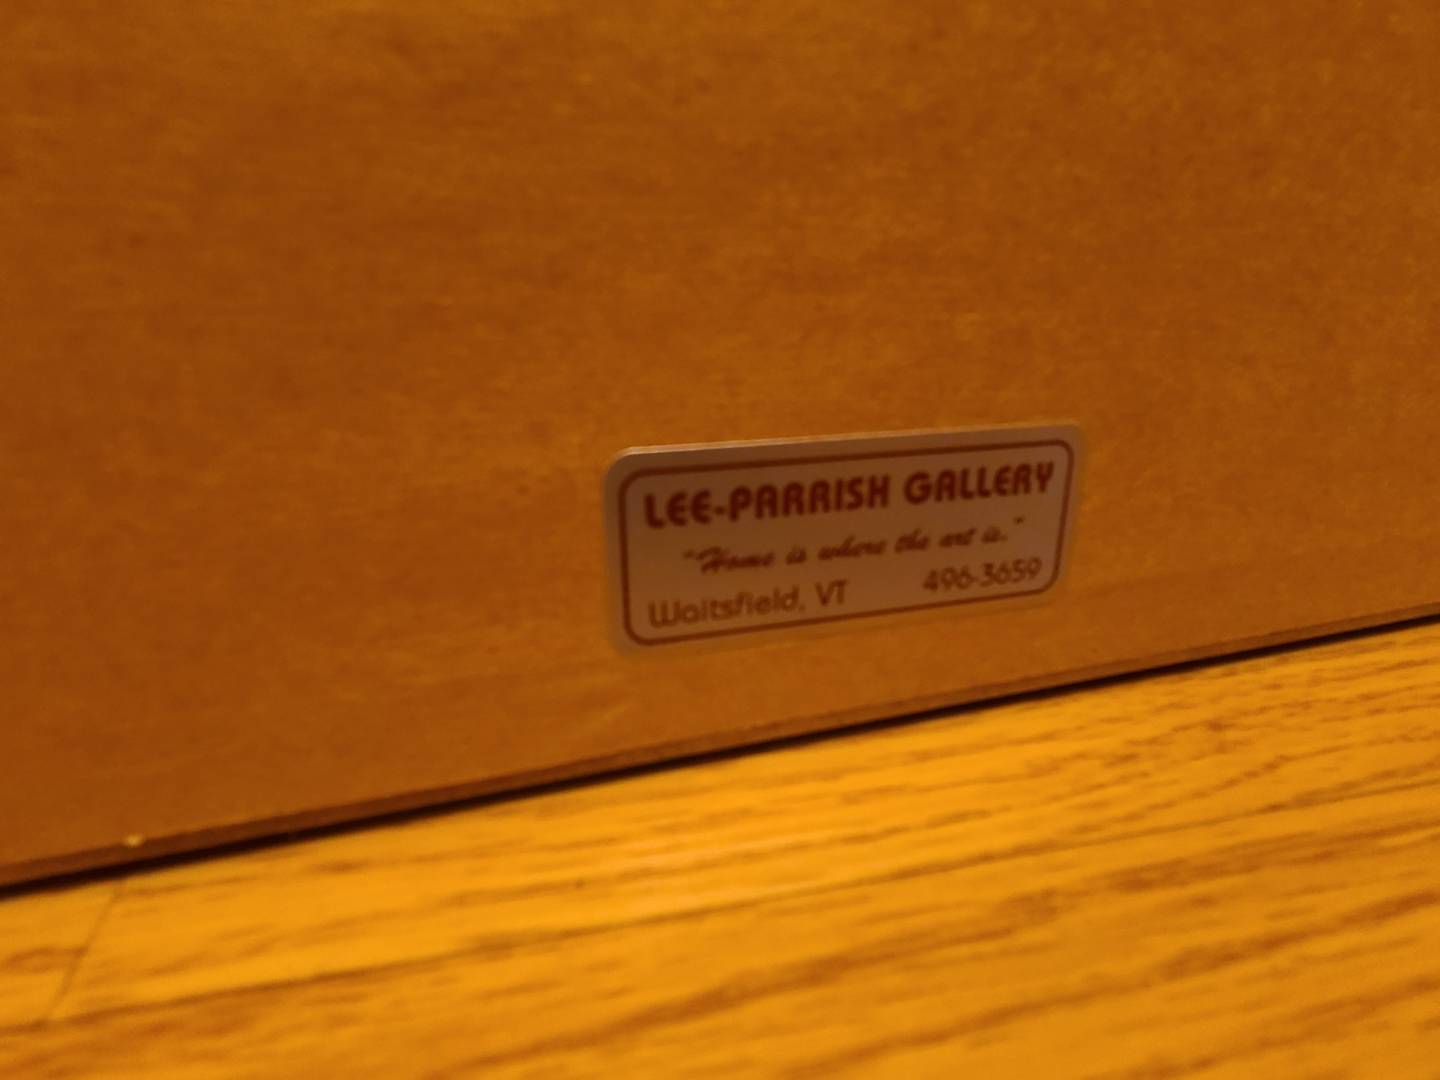 LEE-PARRISH GALLERY
"Home is where the art is."
Waitsfield, VT 496-3659